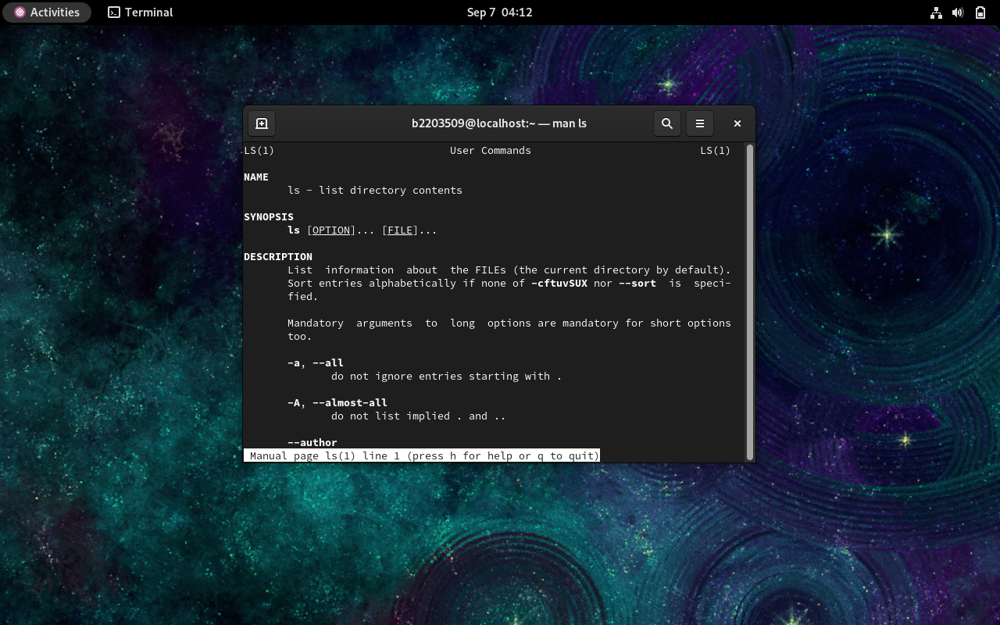 Activities Terminal Sep 7 04:12
b2203509@localhost:~ — man ls
LS(1) User Commands LS(1)
NAME
ls - list directory contents
SYNOPSIS
ls [OPTION]... [FILE]...
DESCRIPTION
List information about the FILEs (the current directory by default).
Sort entries alphabetically if none of -cftuvSUX nor --sort is speci-
fied.
Mandatory arguments to long options are mandatory for short options
too.
-a, --all
do not ignore entries starting with .
-A, --almost-all
do not list implied . and ..
--author
Manual page ls(1) line 1 (press h for help or q to quit)